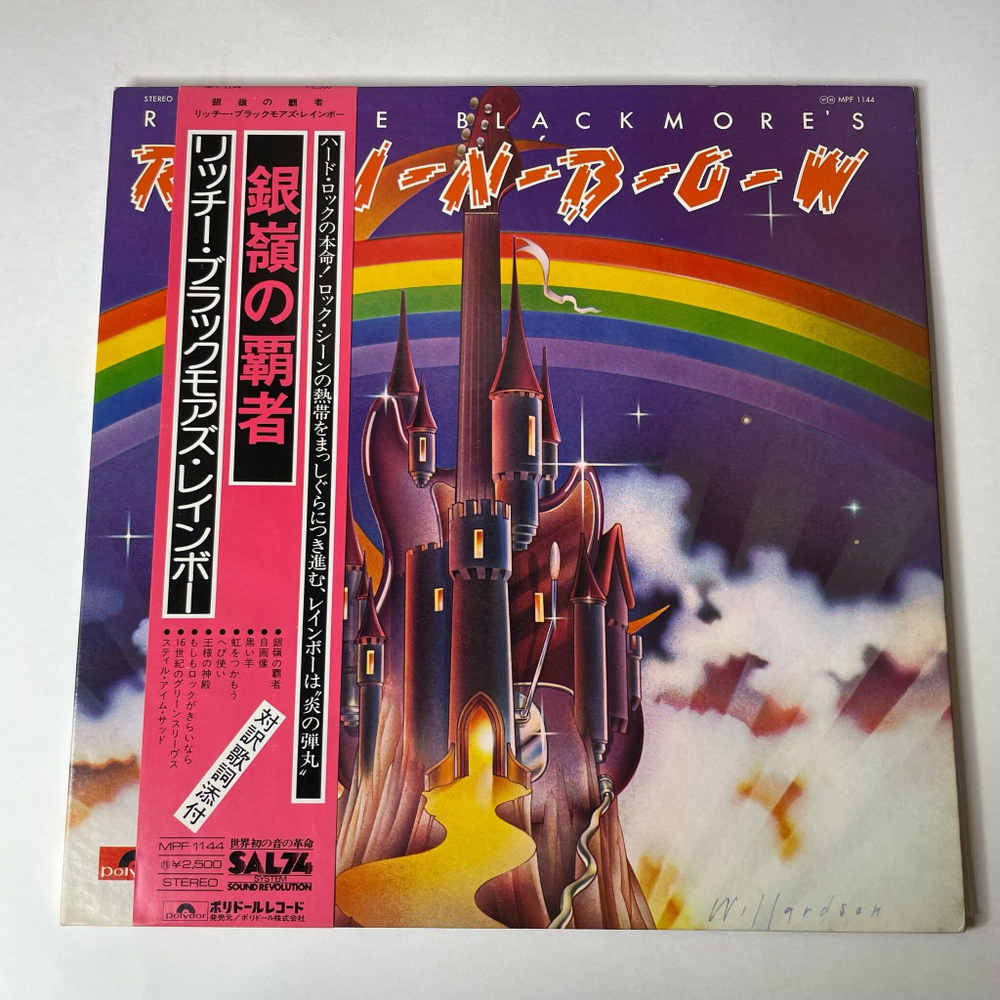 STEREO
MPF 1144
R E BLACKMORE'S
R I-N-B-O-W
MPF 1144 ¥2,500
銀嶺の覇者
リッチー・ブラックモアズ・レインボー
ハード・ロックの本命!ロック・シーンの熱帯をまっしぐらにつき進む、レインボーは“炎の弾丸”
銀嶺の覇者
リッチー・ブラックモアズ・レインボー
●銀嶺の覇者
●自画像
●黒い羊
●虹をつかもう
●へび使い
●王様の神殿
●もしもロックがきらいなら
●16世紀のグリーンスリーヴス
●スティル・アイム・サッド
対訳歌詞添付
MPF 1144
㊆¥2,500
STEREO
世界初の音の革命
SAL74
SYSTEM
SOUND REVOLUTION
polydor
ポリドールレコード
発売元/ポリドール株式会社
poly
Willardson